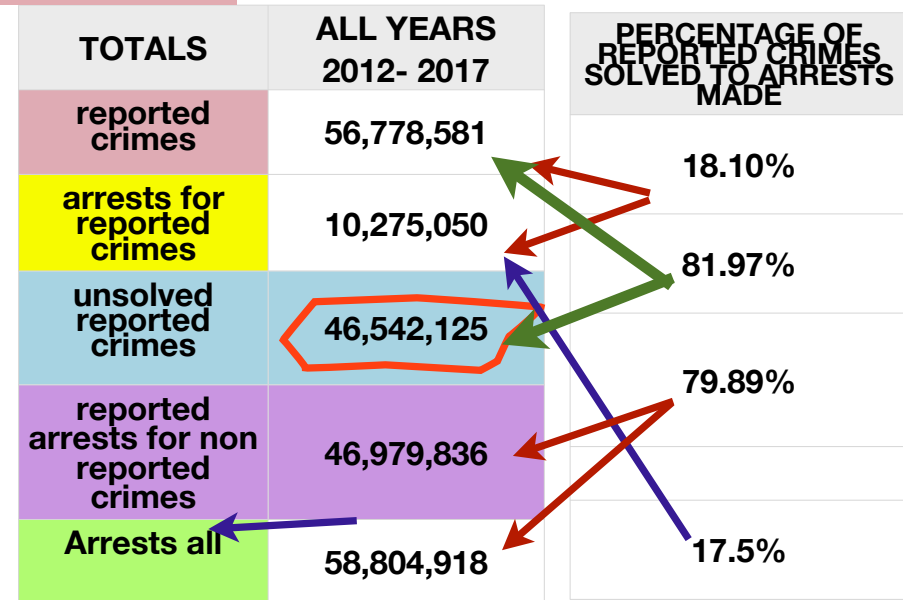 TOTALS
ALL YEARS
2012- 2017
reported
crimes
56,778,581
arrests for
reported
crimes
10,275,050
unsolved
reported
crimes
46,542,125
reported
arrests for non
reported
crimes
46,979,836
Arrests all
58,804,918
PERCENTAGE OF
REPORTED CRIMES
SOLVED TO ARRESTS
MADE
18.10%
81.97%
79.89%
17.5%